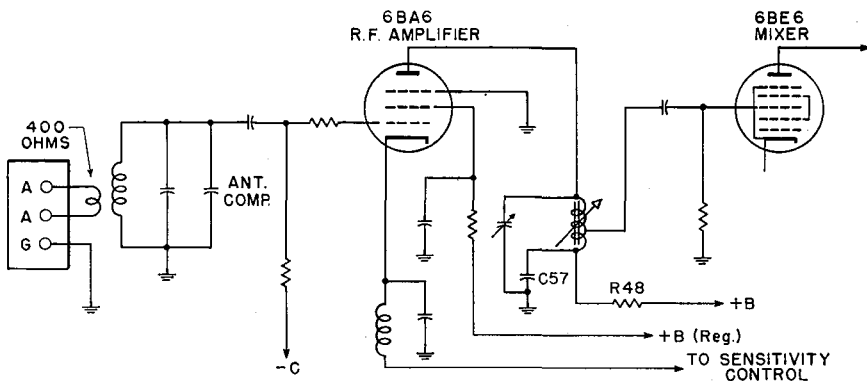 6BA6
R.F. AMPLIFIER
6BE6
MIXER
400
OHMS
A
A
G
ANT.
COMP.
C57
R48
+B
+B (Reg.)
-C
TO SENSITIVITY
CONTROL